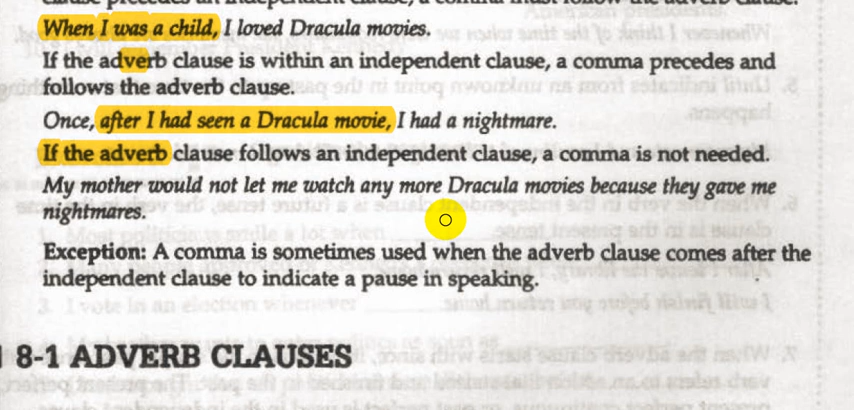 When I was a child, I loved Dracula movies.
If the adverb clause is within an independent clause, a comma precedes and
follows the adverb clause.
Once, after I had seen a Dracula movie, I had a nightmare.
If the adverb clause follows an independent clause, a comma is not needed.
My mother would not let me watch any more Dracula movies because they gave me
nightmares.
Exception: A comma is sometimes used when the adverb clause comes after the
independent clause to indicate a pause in speaking.
8-1 ADVERB CLAUSES